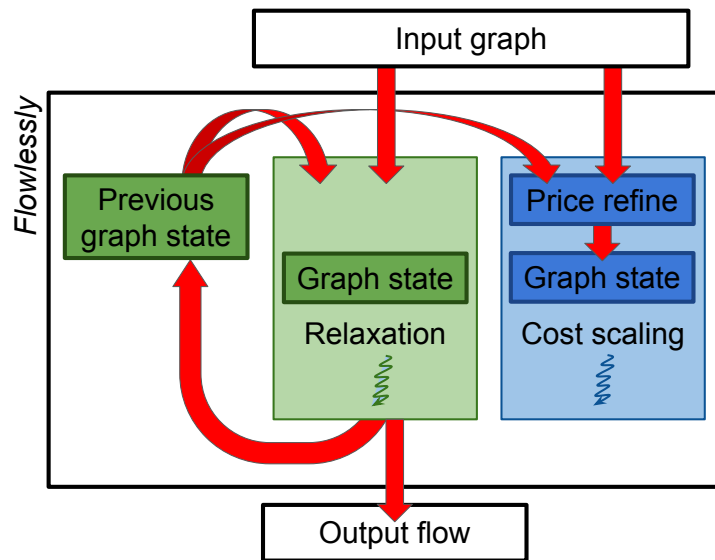 Input graph
Flowlessly
Previous
graph state
Price refine
Graph state
Graph state
Relaxation
Cost scaling
Output flow